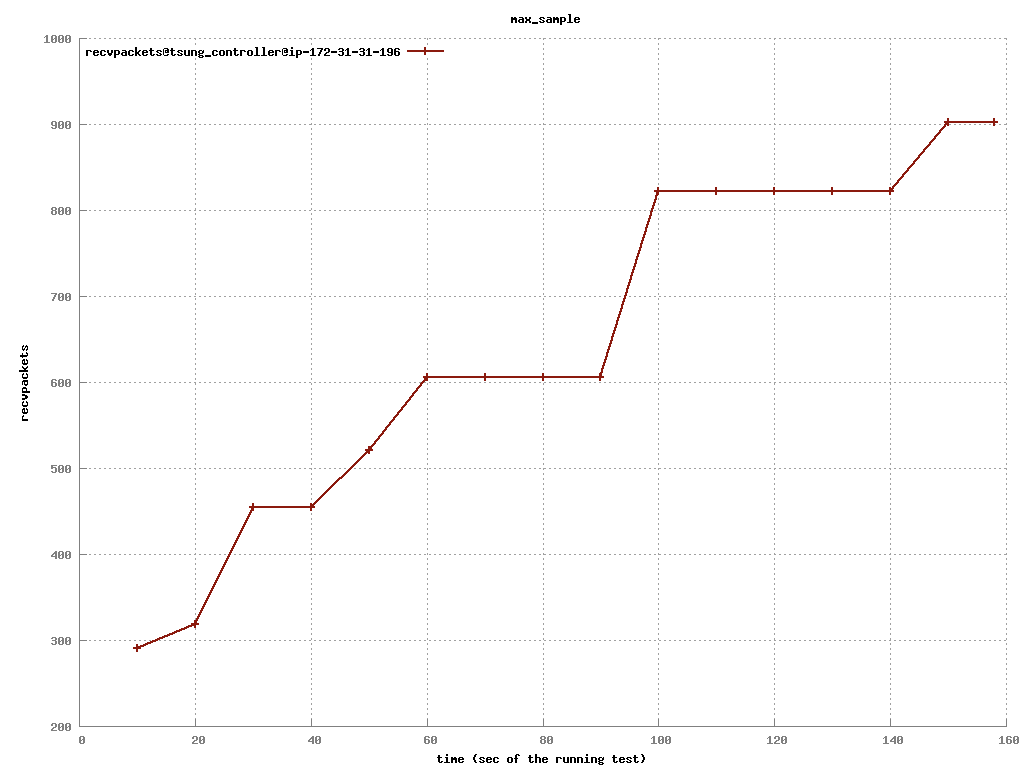 max_sample
recvpackets@tsung_controller@ip-172-31-31-196
1000
900
800
700
600
500
400
300
200
recvpackets
0 20 40 60 80 100 120 140 160
time (sec of the running test)